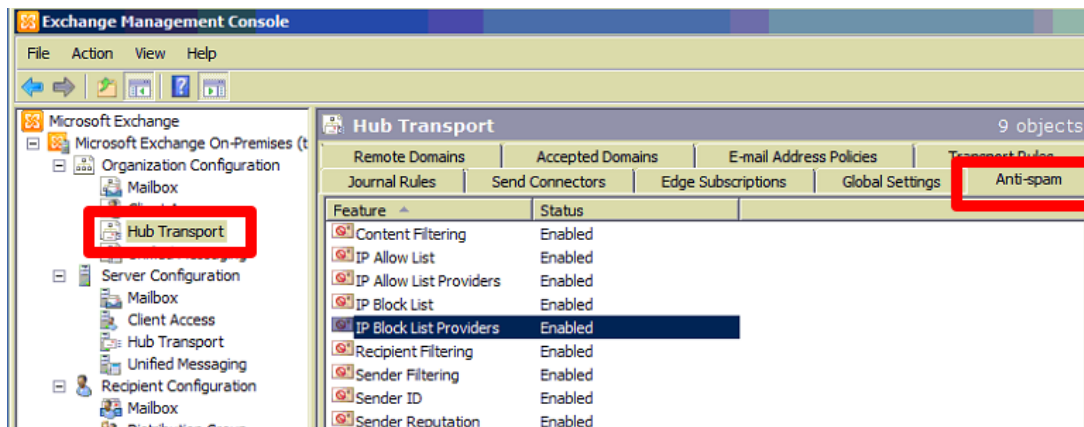 Exchange Management Console
File Action View Help
Microsoft Exchange
Microsoft Exchange On-Premises (t
Organization Configuration
Mailbox
Hub Transport
Server Configuration
Mailbox
Client Access
Hub Transport
Unified Messaging
Recipient Configuration
Mailbox
Hub Transport 9 objects
Remote Domains Accepted Domains E-mail Address Policies Transport Rules
Journal Rules Send Connectors Edge Subscriptions Global Settings Anti-spam
Feature Status
Content Filtering Enabled
IP Allow List Enabled
IP Allow List Providers Enabled
IP Block List Enabled
IP Block List Providers Enabled
Recipient Filtering Enabled
Sender Filtering Enabled
Sender ID Enabled
Sender Reputation Enabled